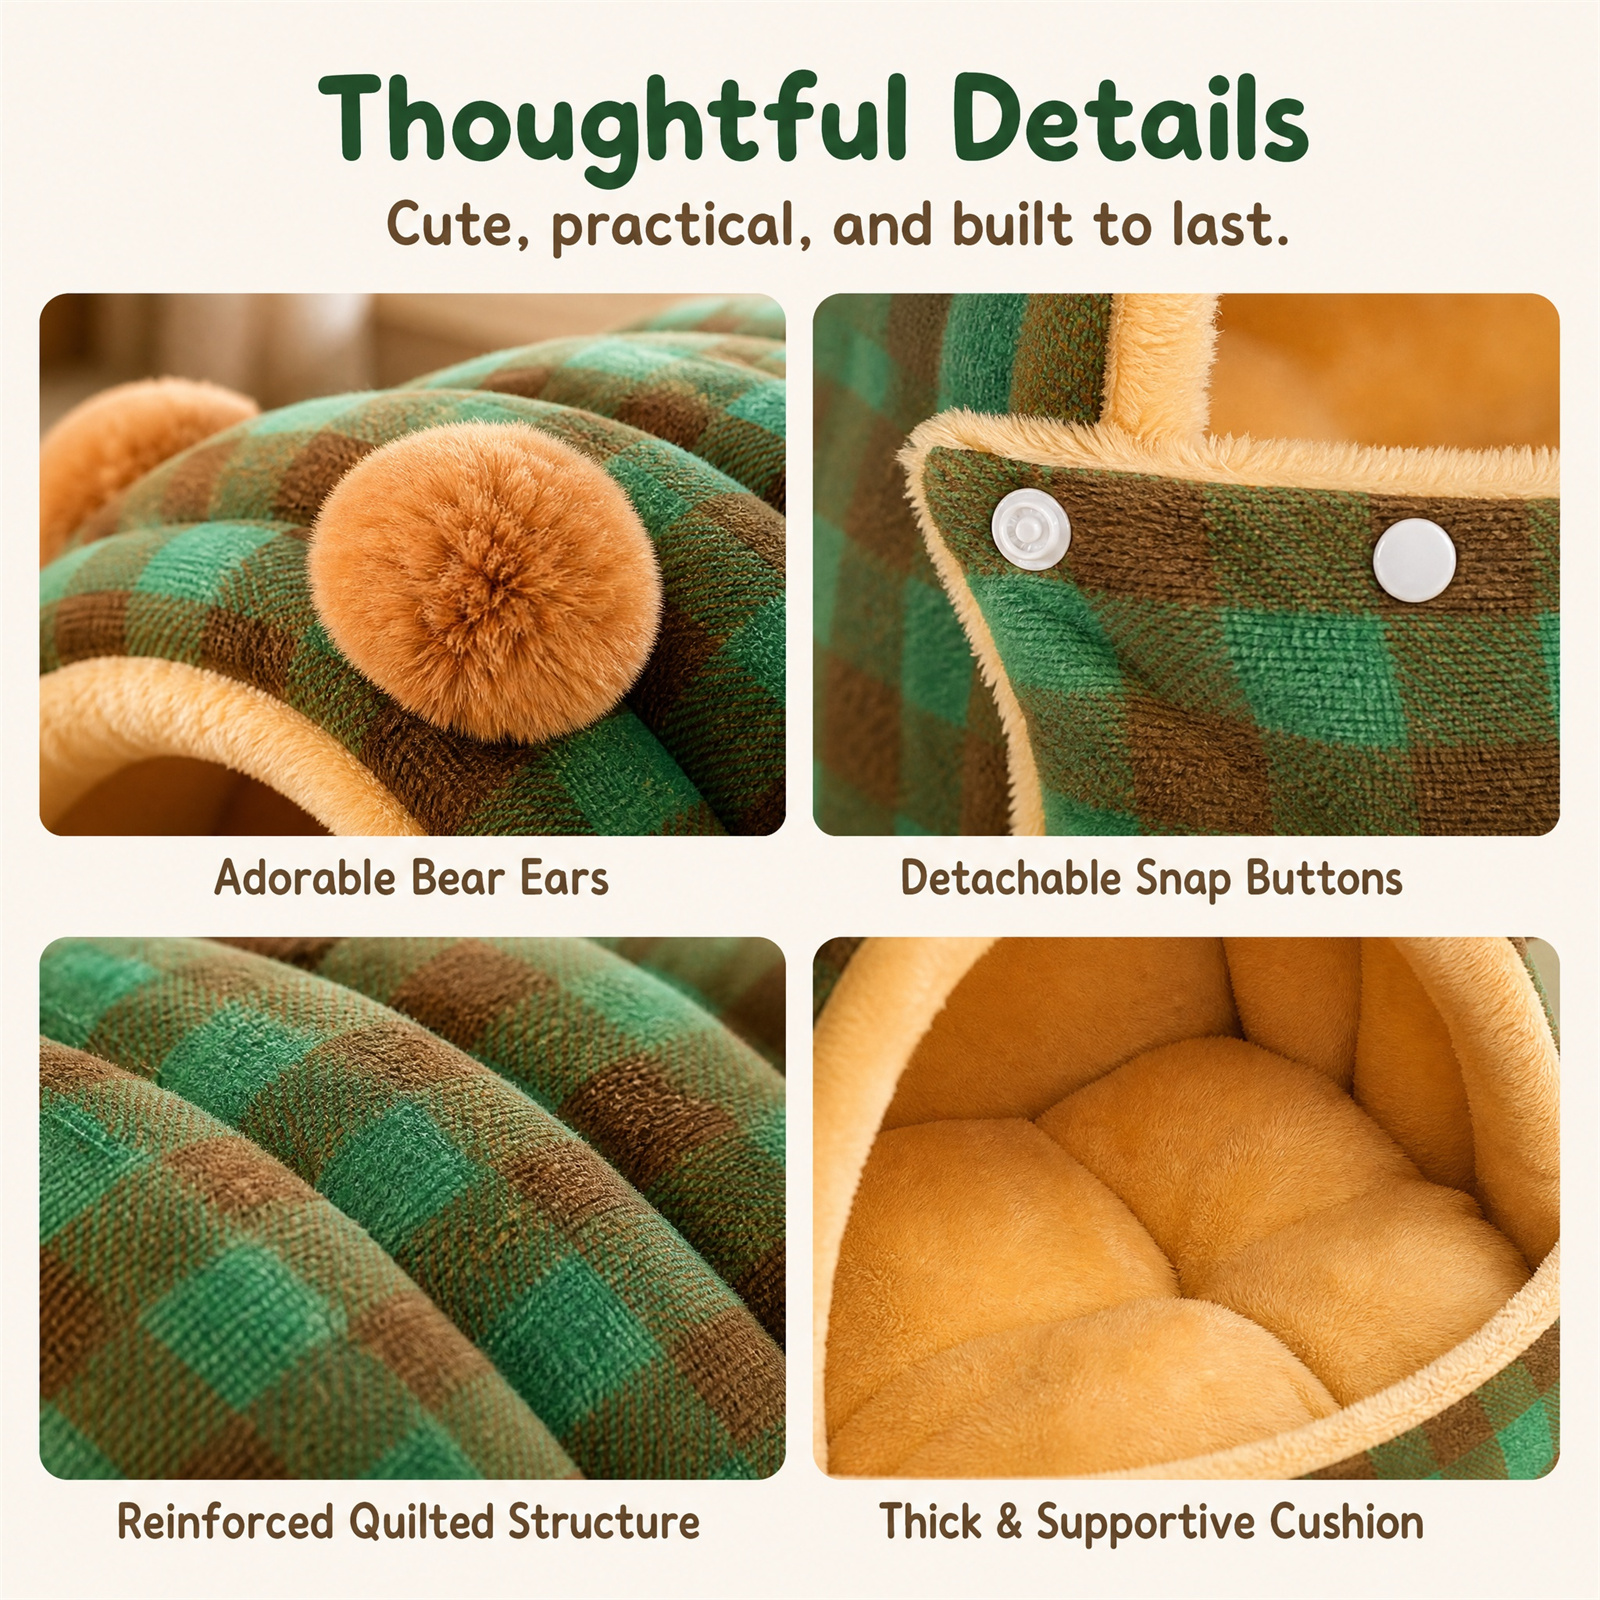 Thoughtful Details
Cute, practical, and built to last.
Adorable Bear Ears
Detachable Snap Buttons
Reinforced Quilted Structure
Thick & Supportive Cushion